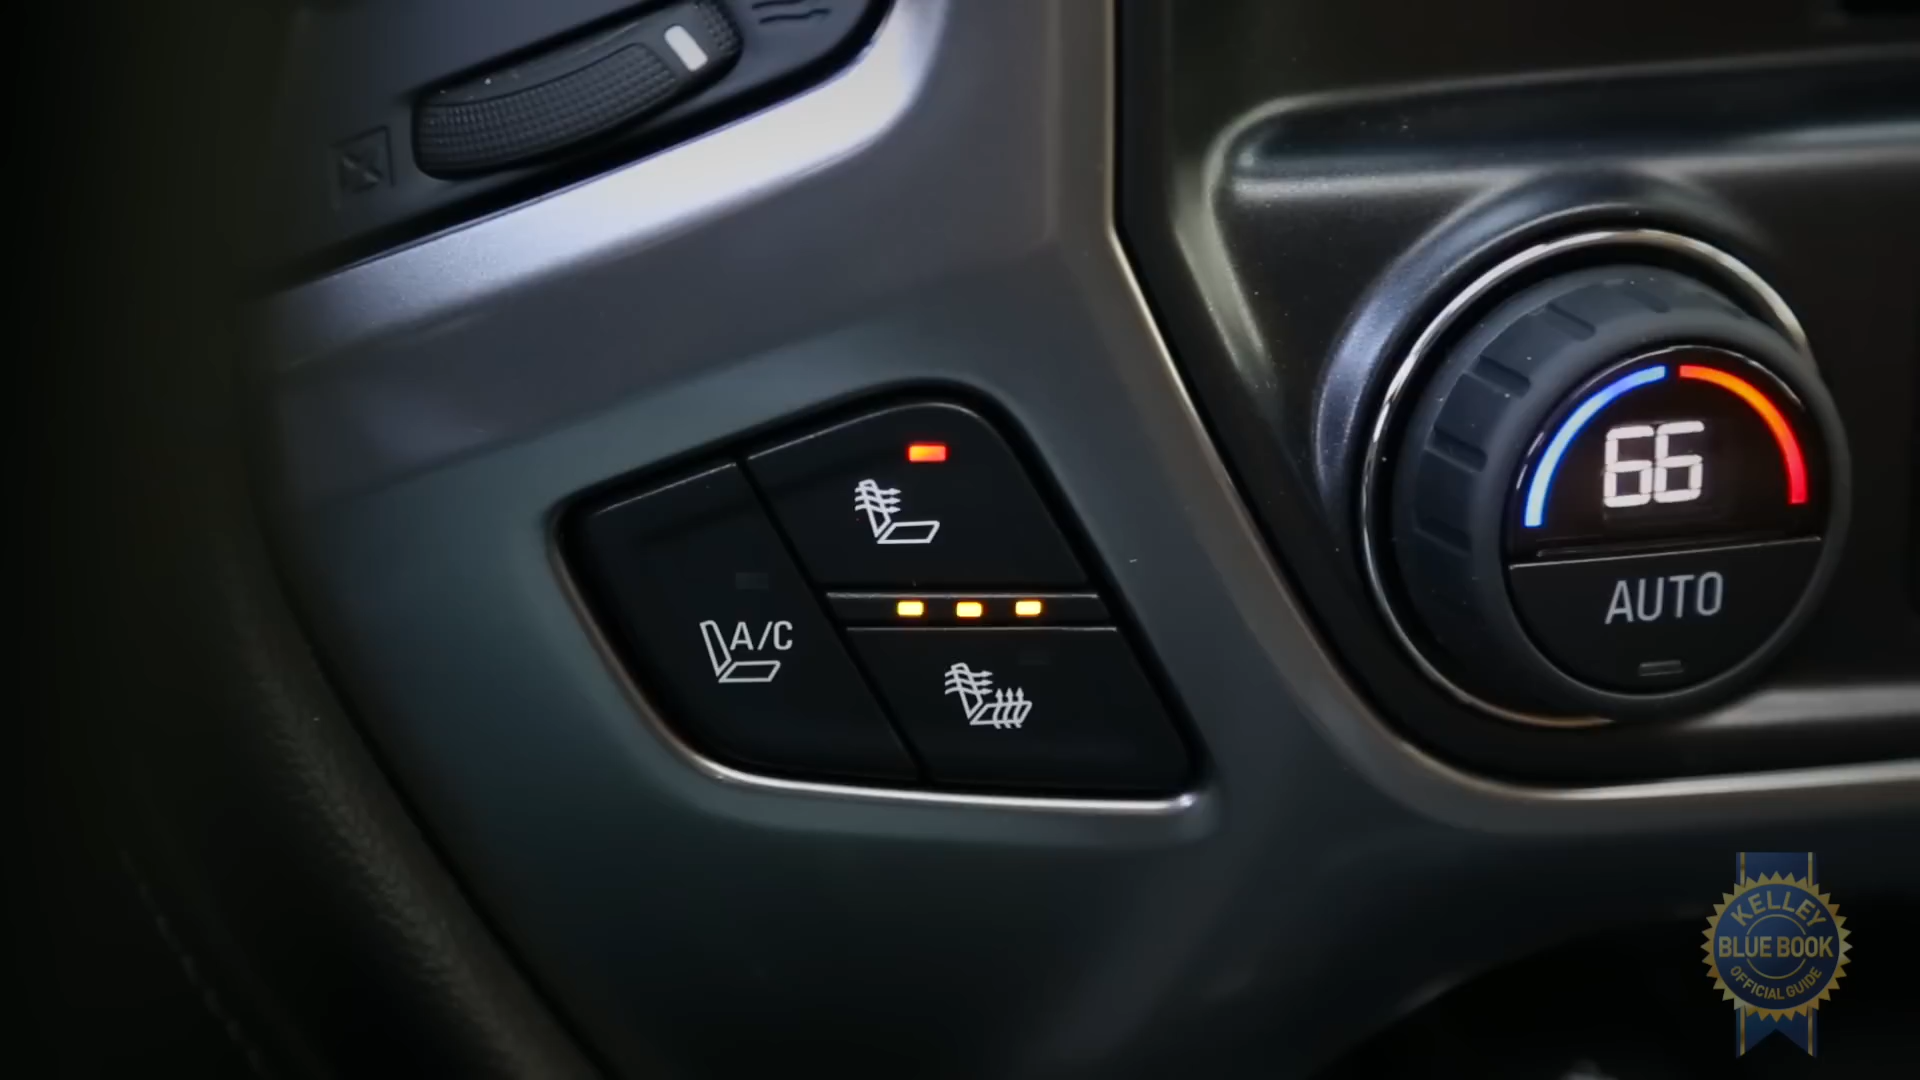 66
AUTO
A/C
KELLEY
BLUE BOOK
OFFICIAL GUIDE